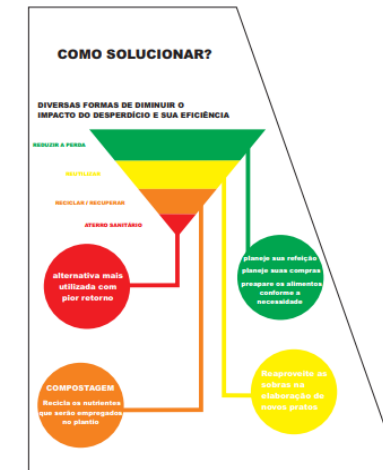 COMO SOLUCIONAR?
DIVERSAS FORMAS DE DIMINUIR O
IMPACTO DO DESPERDÍCIO E SUA EFICIÊNCIA
REDUZIR A PERDA
REUTILIZAR
RECICLAR / RECUPERAR
ATERRO SANITÁRIO
alternativa mais
utilizada com
pior retorno
planeje sua refeição
planeje suas compras
preapare os alimentos
conforme a
necessidade
COMPOSTAGEM
Recicla os nutrientes
que serão empregados
no plantio
Reaproveite as
sobras na
elaboração de
novos pratos